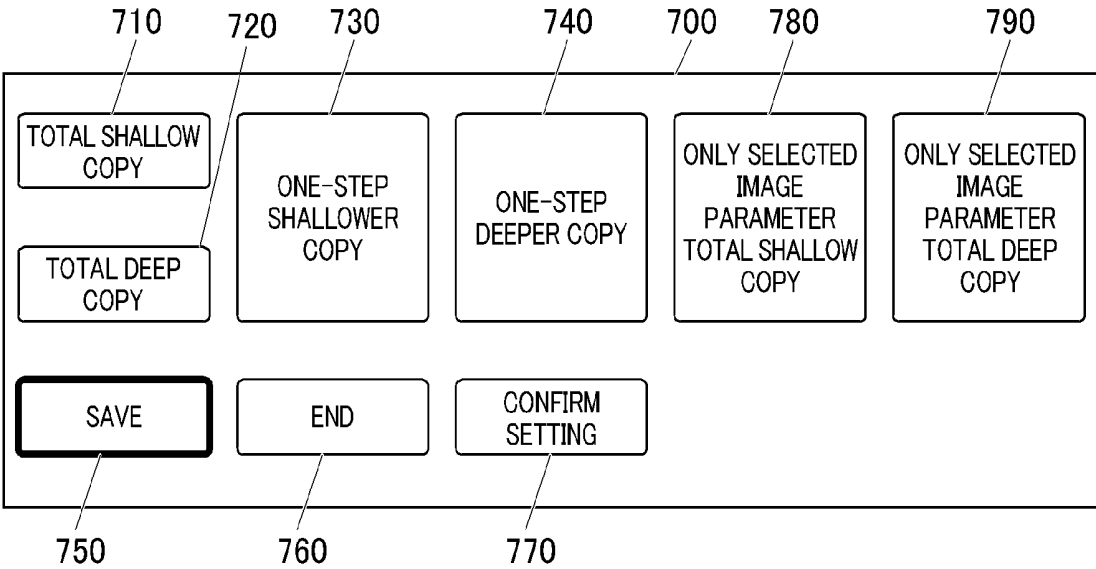 710
720
730
740
700
780
790
TOTAL SHALLOW
COPY
TOTAL DEEP
COPY
ONE-STEP
SHALLOWER
COPY
ONE-STEP
DEEPER COPY
ONLY SELECTED
IMAGE
PARAMETER
TOTAL SHALLOW
COPY
ONLY SELECTED
IMAGE
PARAMETER
TOTAL DEEP
COPY
SAVE
END
CONFIRM
SETTING
750
760
770